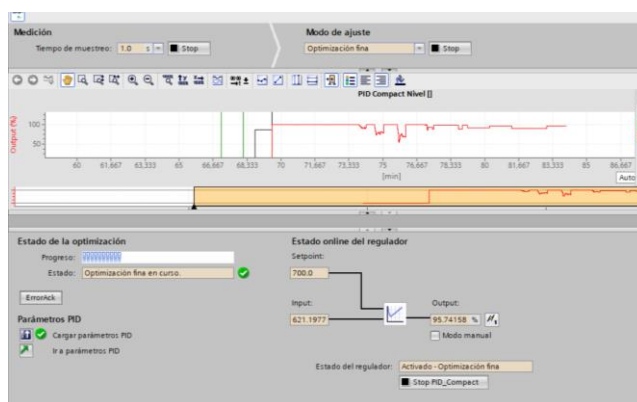 Medición
Modo de ajuste
Tiempo de muestreo: 1.0 s Stop
Optimización fina Stop
PID Compact Nivel []
Output (%)
100
50
60 61,667 63,333 65 66,667 68,333 70 71,667 73,333 75 76,667 78,333 80 81,667 83,333 85 86,667
[min]
Auto
Estado de la optimización
Progreso:
Estado: Optimización fina en curso.
ErrorAck
Parámetros PID
Cargar parámetros PID
Ir a parámetros PID
Estado online del regulador
Setpoint:
700.0
Input: Output:
621.1977 95.74158 %
Modo manual
Estado del regulador: Activado - Optimización fina
Stop PID_Compact